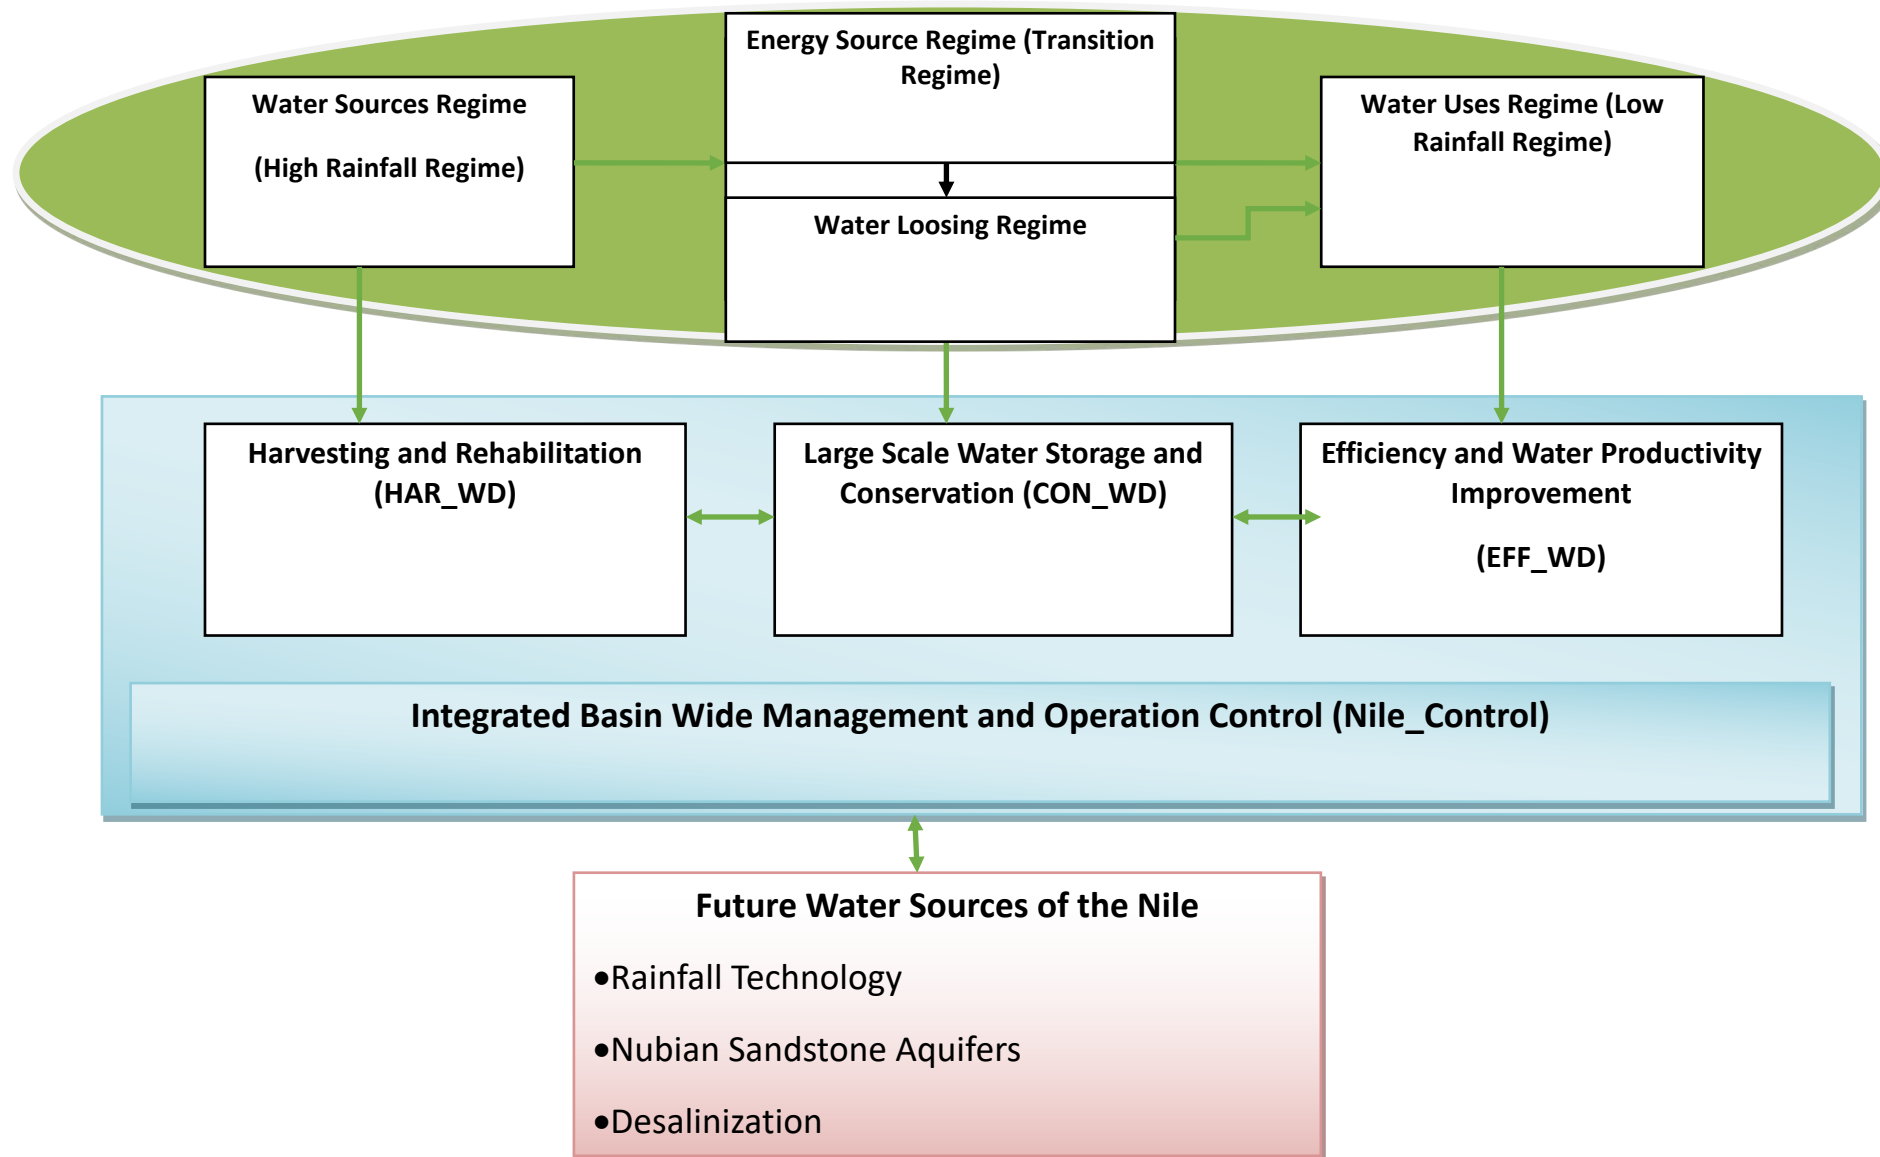 Energy Source Regime (Transition
Regime)
Water Sources Regime
(High Rainfall Regime)
Water Uses Regime (Low
Rainfall Regime)
Water Loosing Regime
Harvesting and Rehabilitation
(HAR_WD)
Large Scale Water Storage and
Conservation (CON_WD)
Efficiency and Water Productivity
Improvement
(EFF_WD)
Integrated Basin Wide Management and Operation Control (Nile_Control)
Future Water Sources of the Nile
•Rainfall Technology
•Nubian Sandstone Aquifers
•Desalinization